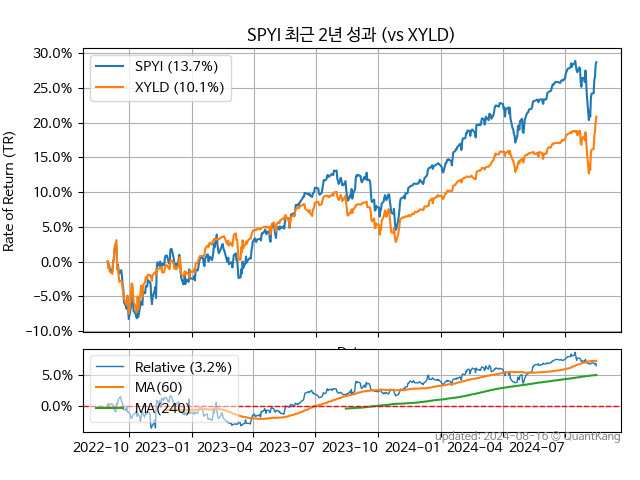 SPYI 최근 2년 성과 (vs XYLD)
30.0%
25.0%
20.0%
15.0%
10.0%
5.0%
0.0%
−5.0%
−10.0%
Rate of Return (TR)
SPYI (13.7%)
XYLD (10.1%)
5.0%
0.0%
Relative (3.2%)
MA(60)
MA(240)
2022−10 2023−01 2023−04 2023−07 2023−10 2024−01 2024−04 2024−07
updated: 2024−08−16 © QuantKang